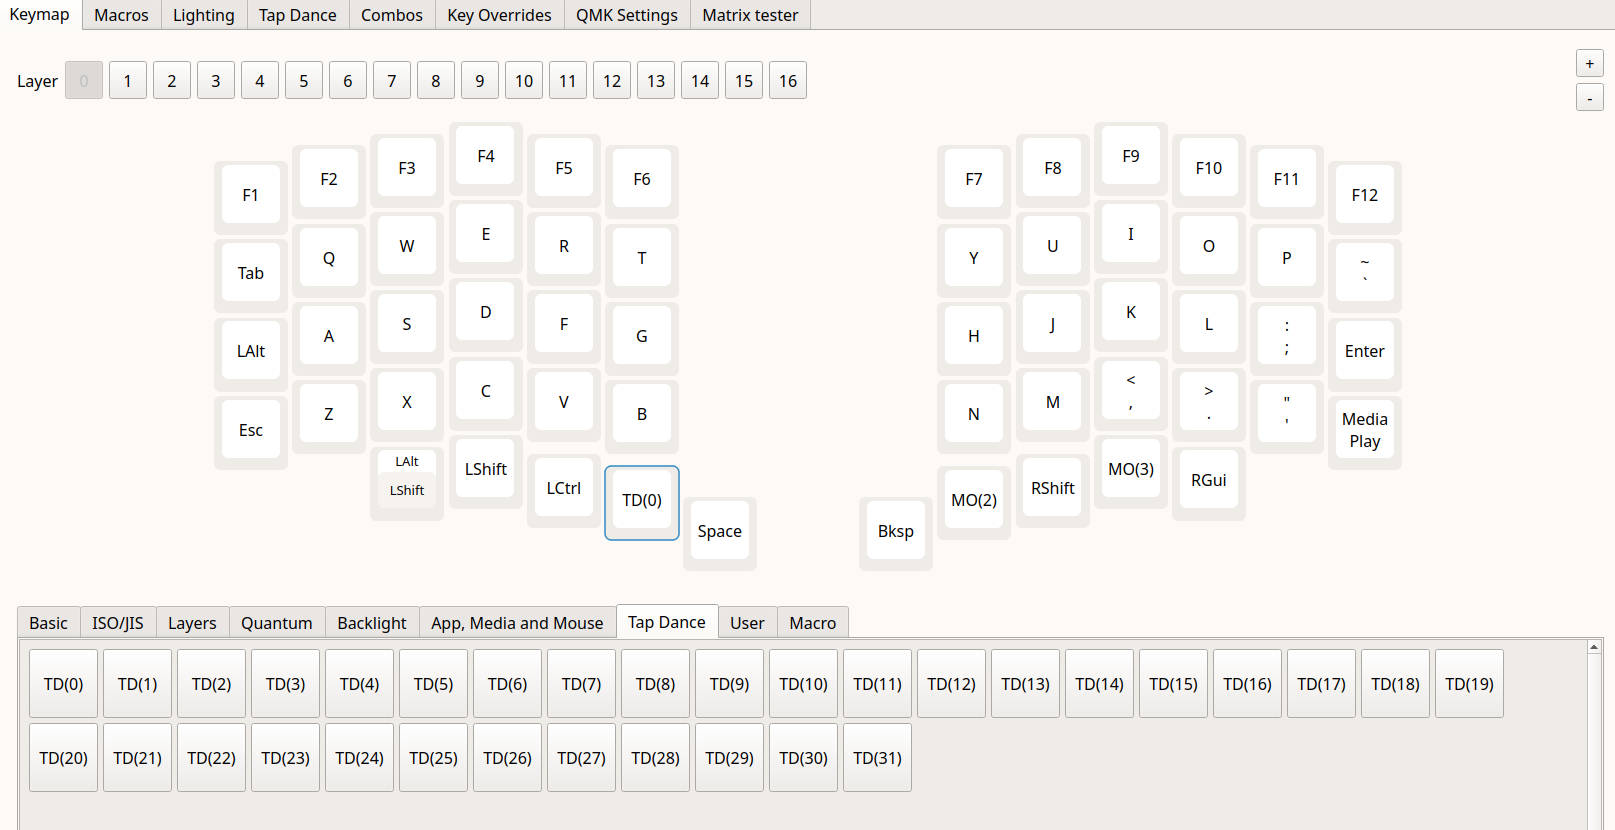 Keymap Macros Lighting Tap Dance Combos Key Overrides QMK Settings Matrix tester
Layer 0 1 2 3 4 5 6 7 8 9 10 11 12 13 14 15 16 +
-
F1 F2 F3 F4 F5 F6 F7 F8 F9 F10 F11 F12
Tab Q W E R T Y U I O P ~
`
LAlt A S D F G H J K L :
;
Enter
Esc Z X C V B N M <
,
>
.
"
'
Media
Play
LAlt
LShift
LShift LCtrl TD(0) Space Bksp MO(2) RShift MO(3) RGui
Basic ISO/JIS Layers Quantum Backlight App, Media and Mouse Tap Dance User Macro
TD(0) TD(1) TD(2) TD(3) TD(4) TD(5) TD(6) TD(7) TD(8) TD(9) TD(10) TD(11) TD(12) TD(13) TD(14) TD(15) TD(16) TD(17) TD(18) TD(19)
TD(20) TD(21) TD(22) TD(23) TD(24) TD(25) TD(26) TD(27) TD(28) TD(29) TD(30) TD(31)